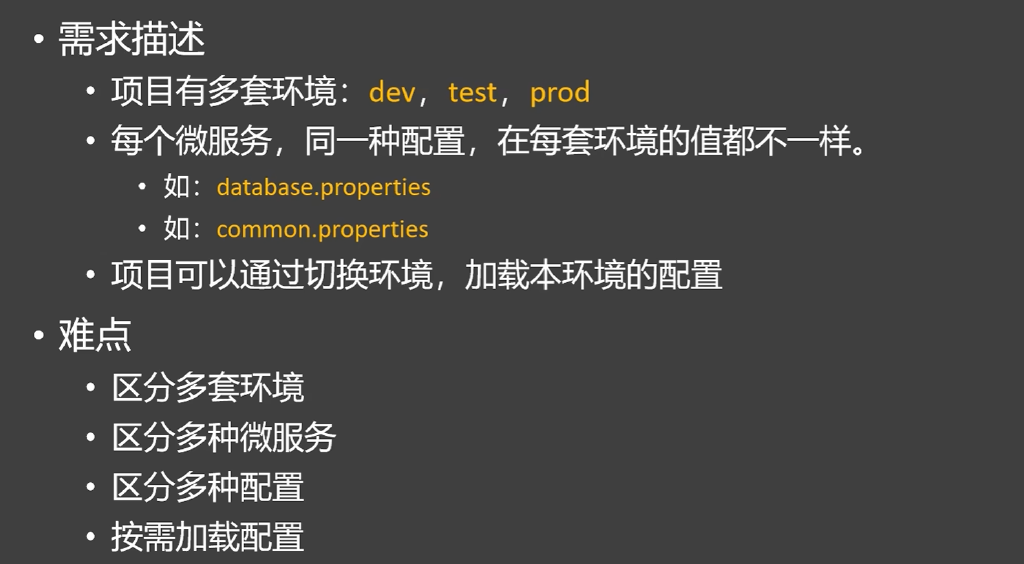 • 需求描述
• 项目有多套环境：dev，test，prod
• 每个微服务，同一种配置，在每套环境的值都不一样。
• 如：database.properties
• 如：common.properties
• 项目可以通过切换环境，加载本环境的配置
• 难点
• 区分多套环境
• 区分多种微服务
• 区分多种配置
• 按需加载配置